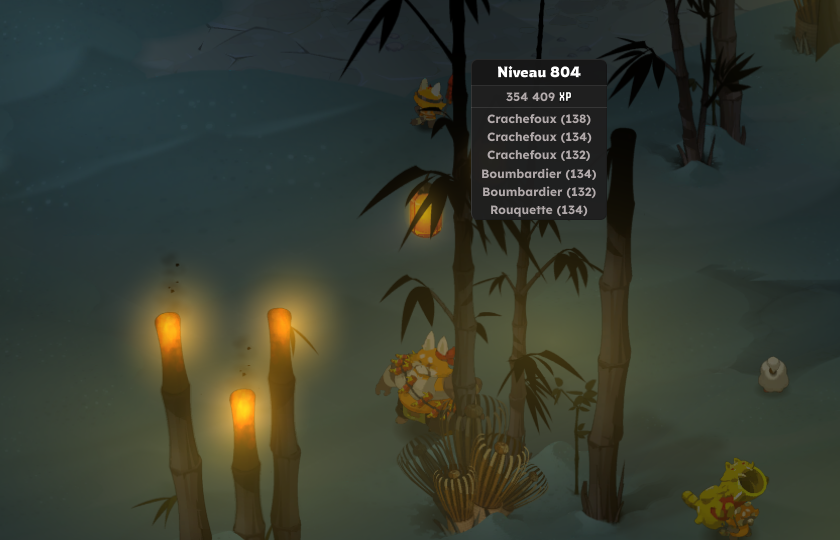 Niveau 804
354 409 XP
Crachefoux (138)
Crachefoux (134)
Crachefoux (132)
Boumbardier (134)
Boumbardier (132)
Rouquette (134)